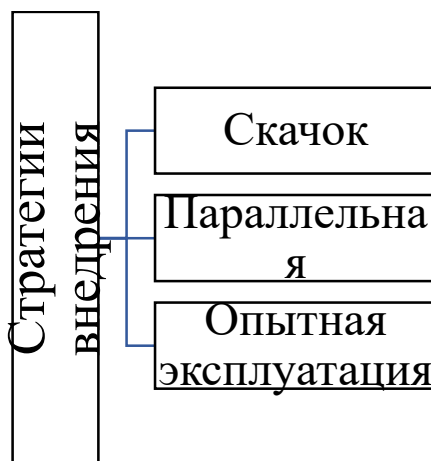 Стратегии
внедрения
Скачок
Параллельна
я
Опытная
эксплуатация